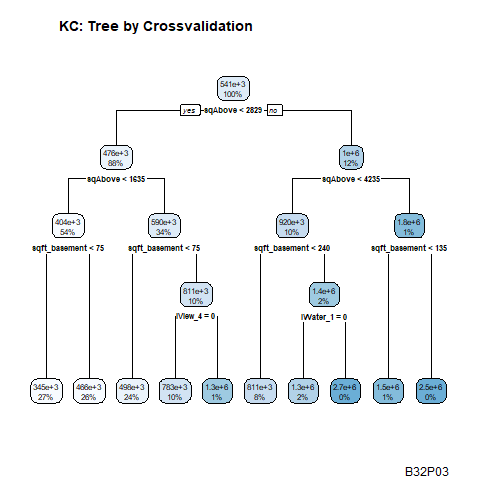 KC: Tree by Crossvalidation
541e+3
100%
yes sqAbove < 2829 no
476e+3
88%
1e+6
12%
sqAbove < 1635
sqAbove < 4235
404e+3
54%
590e+3
34%
920e+3
10%
1.8e+6
1%
sqft_basement < 75
sqft_basement < 75
sqft_basement < 240
sqft_basement < 135
811e+3
10%
1.4e+6
2%
iView_4 = 0
iWater_1 = 0
345e+3
27%
466e+3
26%
498e+3
24%
783e+3
10%
1.3e+6
1%
811e+3
8%
1.3e+6
2%
2.7e+6
0%
1.5e+6
1%
2.5e+6
0%
B32P03